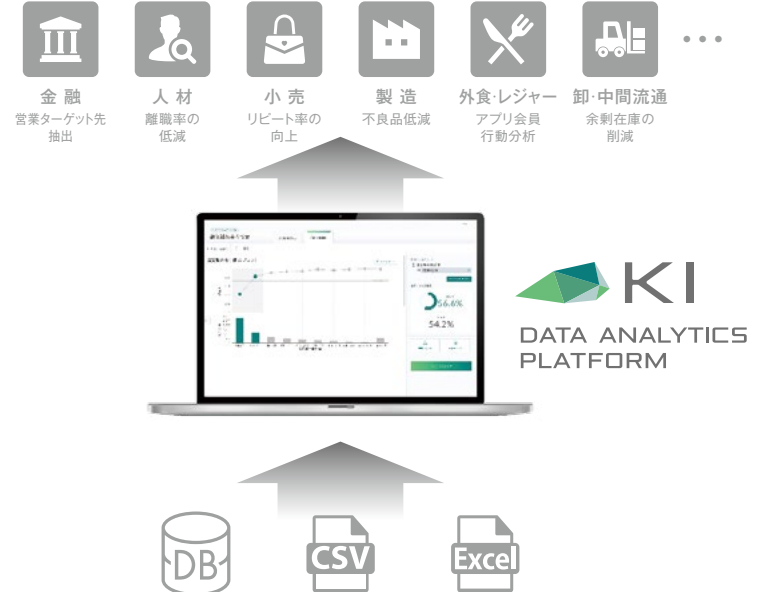 金 融
営業ターゲット先
抽出
人 材
離職率の
低減
小 売
リピート率の
向上
製 造
不良品低減
外食・レジャー
アプリ会員
行動分析
卸・中間流通
余剰在庫の
削減
56.6%
54.2%
KI
DATA ANALYTICS
PLATFORM
DB
CSV
Excel